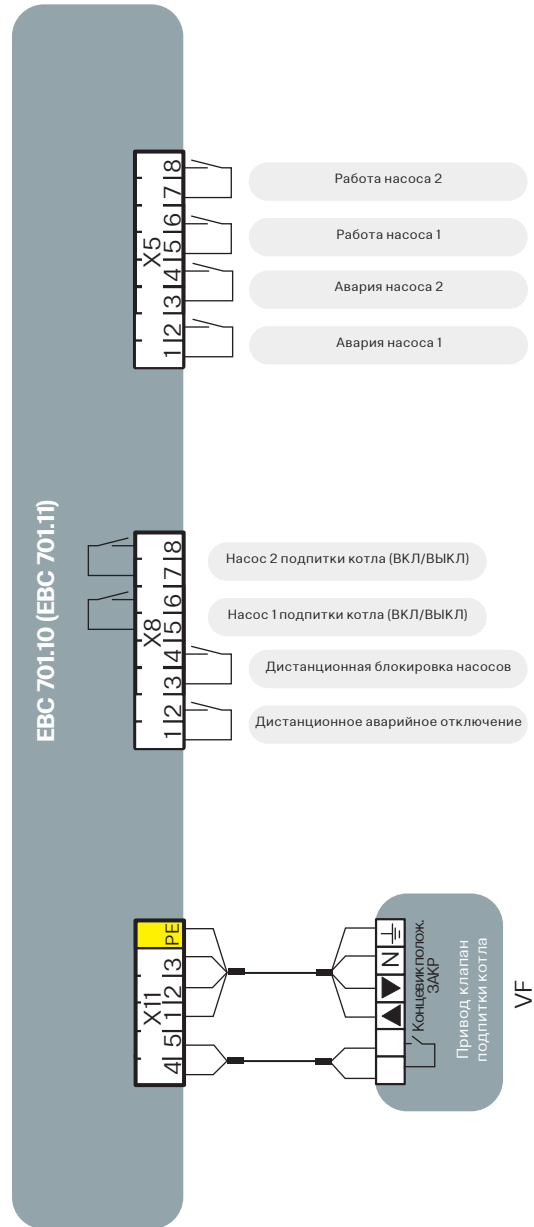 EBC 701.10 (EBC 701.11)
X5
1 2 3 4 5 6 7 8
Работа насоса 2
Работа насоса 1
Авария насоса 2
Авария насоса 1
X8
1 2 3 4 5 6 7 8
Насос 2 подпитки котла (ВКЛ/ВЫКЛ)
Насос 1 подпитки котла (ВКЛ/ВЫКЛ)
Дистанционная блокировка насосов
Дистанционное аварийное отключение
X11
4 5 1 2 3 PE
N
Концевик полож.
ЗАКР
Привод клапан
подпитки котла
VF